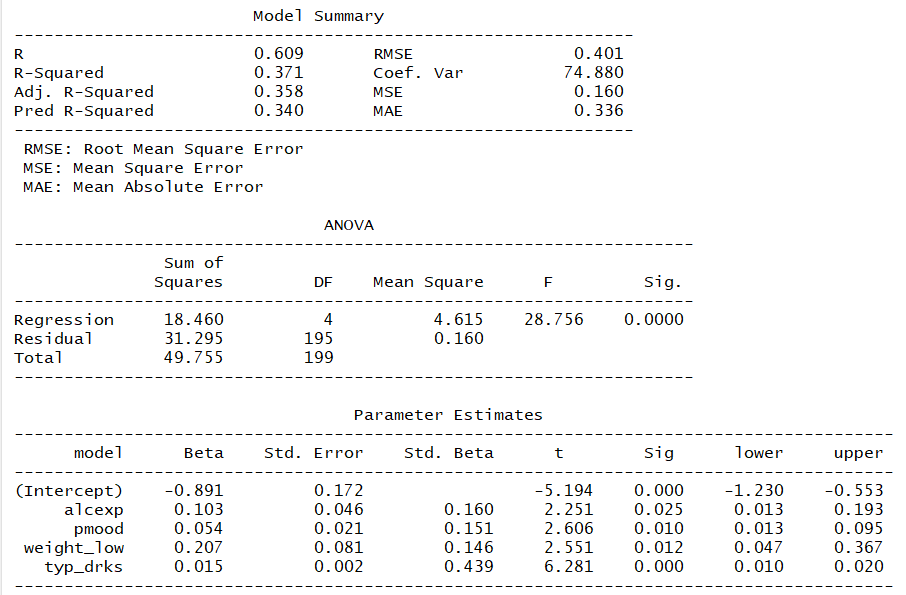 Model Summary
---------------------------------------------------------------
R                       0.609       RMSE                0.401
R-Squared               0.371       Coef. Var          74.880
Adj. R-Squared          0.358       MSE                 0.160
Pred R-Squared          0.340       MAE                 0.336
---------------------------------------------------------------
RMSE: Root Mean Square Error
MSE: Mean Square Error
MAE: Mean Absolute Error
ANOVA
---------------------------------------------------------------------
Sum of
Squares         DF    Mean Square      F         Sig.
---------------------------------------------------------------------
Regression     18.460          4          4.615    28.756    0.0000
Residual       31.295        195          0.160
Total          49.755        199
---------------------------------------------------------------------
Parameter Estimates
-----------------------------------------------------------------------------------------
model      Beta    Std. Error    Std. Beta      t        Sig      lower     upper
-----------------------------------------------------------------------------------------
(Intercept)    -0.891         0.172                 -5.194    0.000    -1.230    -0.553
alcexp     0.103         0.046        0.160     2.251    0.025     0.013     0.193
pmood     0.054         0.021        0.151     2.606    0.010     0.013     0.095
weight_low     0.207         0.081        0.146     2.551    0.012     0.047     0.367
typ_drks     0.015         0.002        0.439     6.281    0.000     0.010     0.020
-----------------------------------------------------------------------------------------